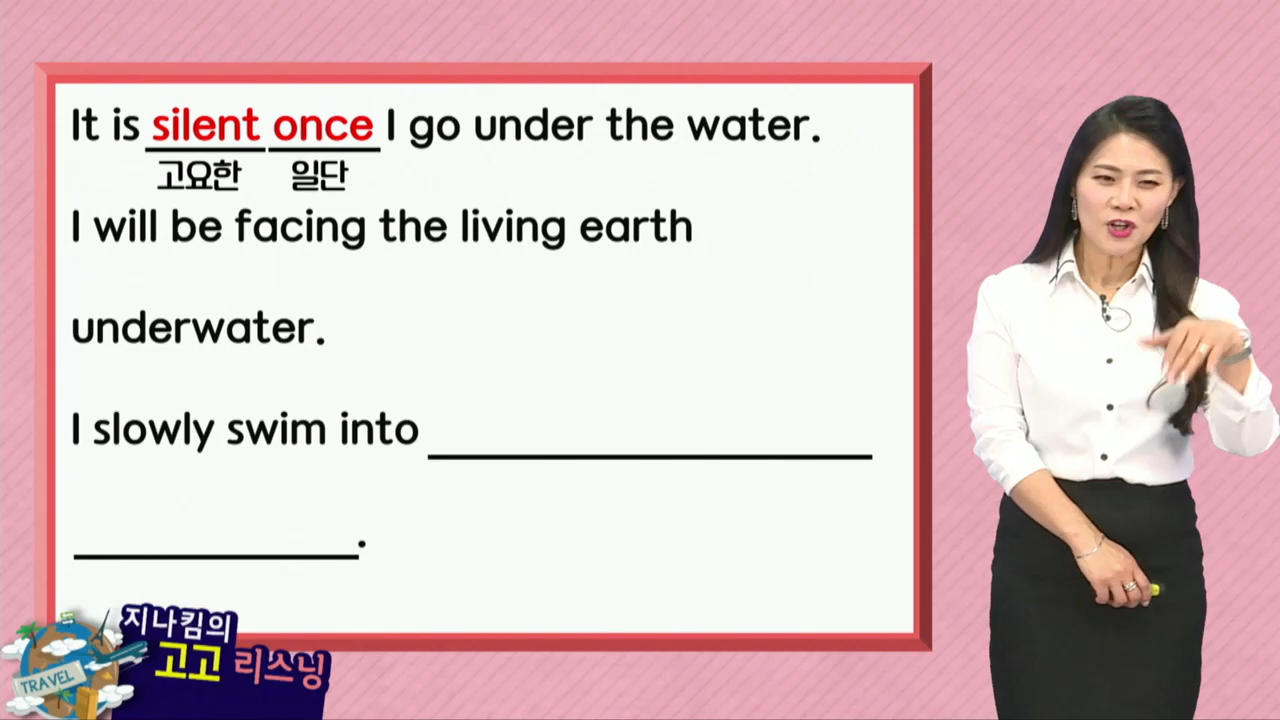 It is silent once I go under the water.
고요한 일단
I will be facing the living earth
underwater.
I slowly swim into
.
지나킴의
고고 리스닝
TRAVEL